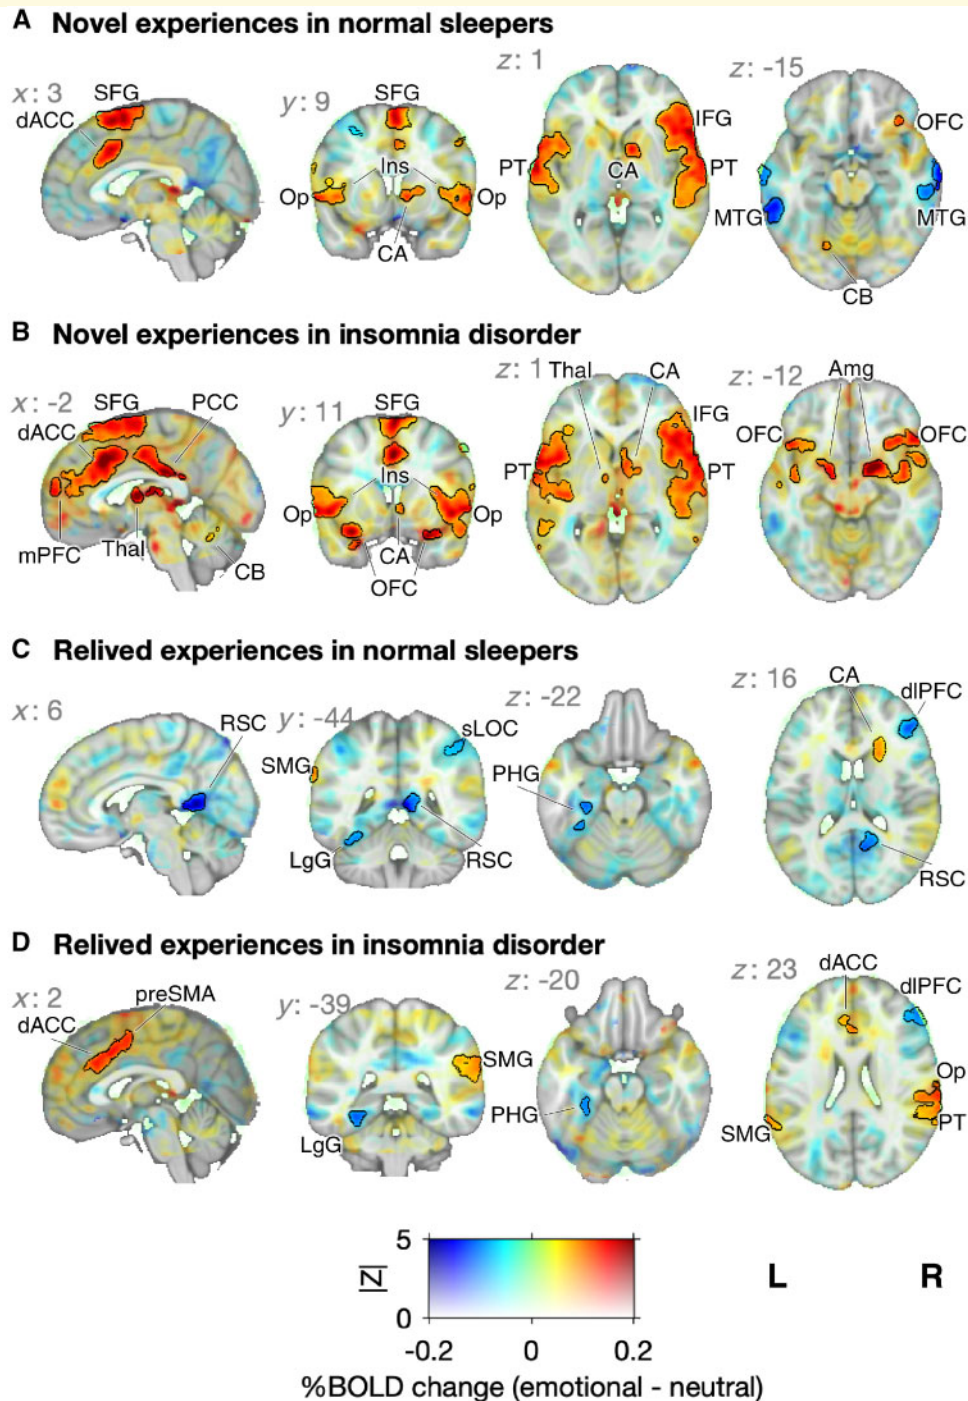 A Novel experiences in normal sleepers
x: 3
SFG
dACC
y: 9
SFG
Ins
Op
Op
CA
z: 1
IFG
PT
CA
PT
z: -15
OFC
MTG
MTG
CB
B Novel experiences in insomnia disorder
x: -2
SFG
PCC
dACC
mPFC
Thal
CB
y: 11
SFG
Ins
Op
Op
CA
OFC
z: 1
Thal
CA
IFG
PT
PT
z: -12
Amg
OFC
OFC
C Relived experiences in normal sleepers
x: 6
RSC
y: -44
sLOC
SMG
LgG
RSC
z: -22
PHG
z: 16
CA
dlPFC
RSC
D Relived experiences in insomnia disorder
x: 2
preSMA
dACC
y: -39
SMG
LgG
z: -20
PHG
z: 23
dACC
dlPFC
Op
PT
SMG
5
|Z|
0
-0.2 0 0.2
%BOLD change (emotional - neutral)
L R